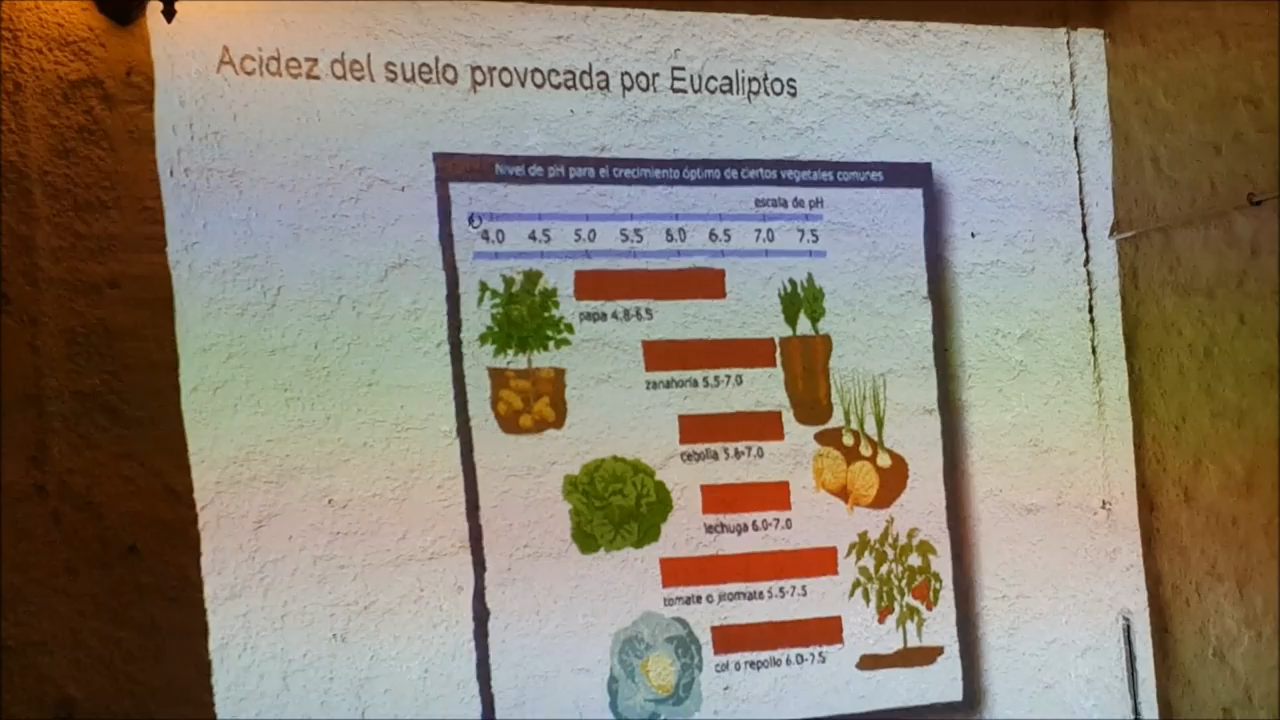 Acidez del suelo provocada por Eucaliptos
Nivel de pH para el crecimiento óptimo de ciertos vegetales comunes
escala de pH
4.0 4.5 5.0 5.5 6.0 6.5 7.0 7.5
papa 4.8-6.5
zanahoria 5.5-7.0
cebolla 5.8-7.0
lechuga 6.0-7.0
tomate o jitomate 5.5-7.5
col o repollo 6.0-7.5